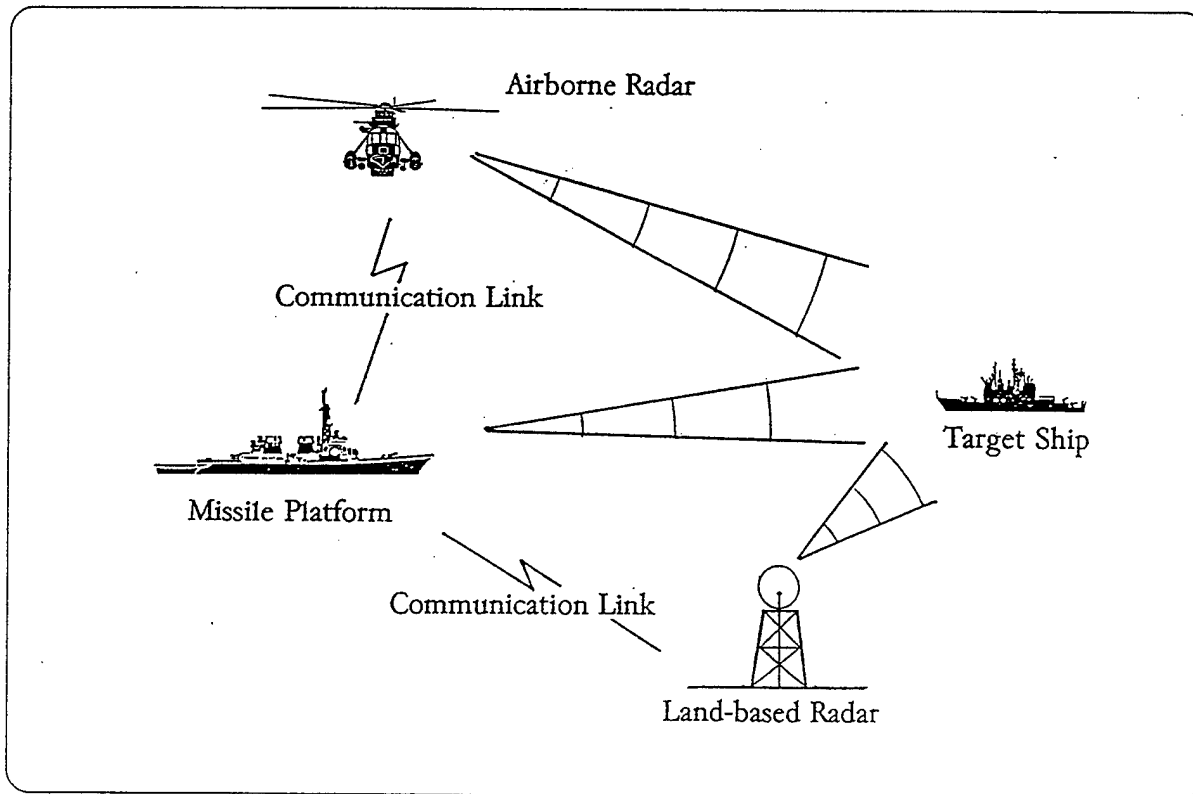 Airborne Radar
Communication Link
Target Ship
Missile Platform
Communication Link
Land-based Radar